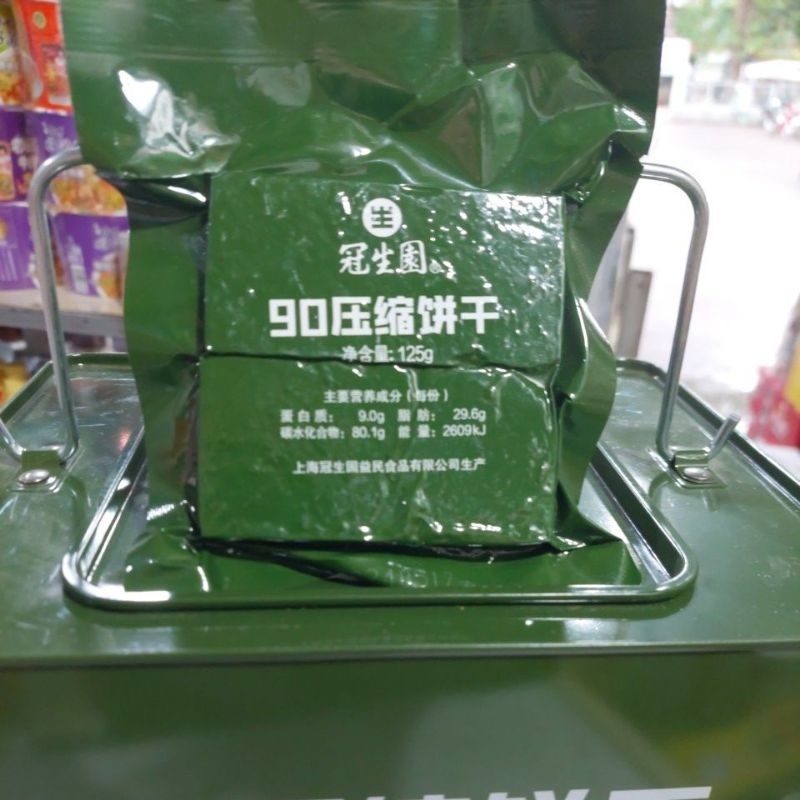 生
冠生園
90压缩饼干
净含量: 125g
主要营养成分（每份）
蛋白质: 9.0g 脂肪: 29.6g
碳水化合物: 80.1g 能量: 2609kJ
上海冠生园益民食品有限公司生产